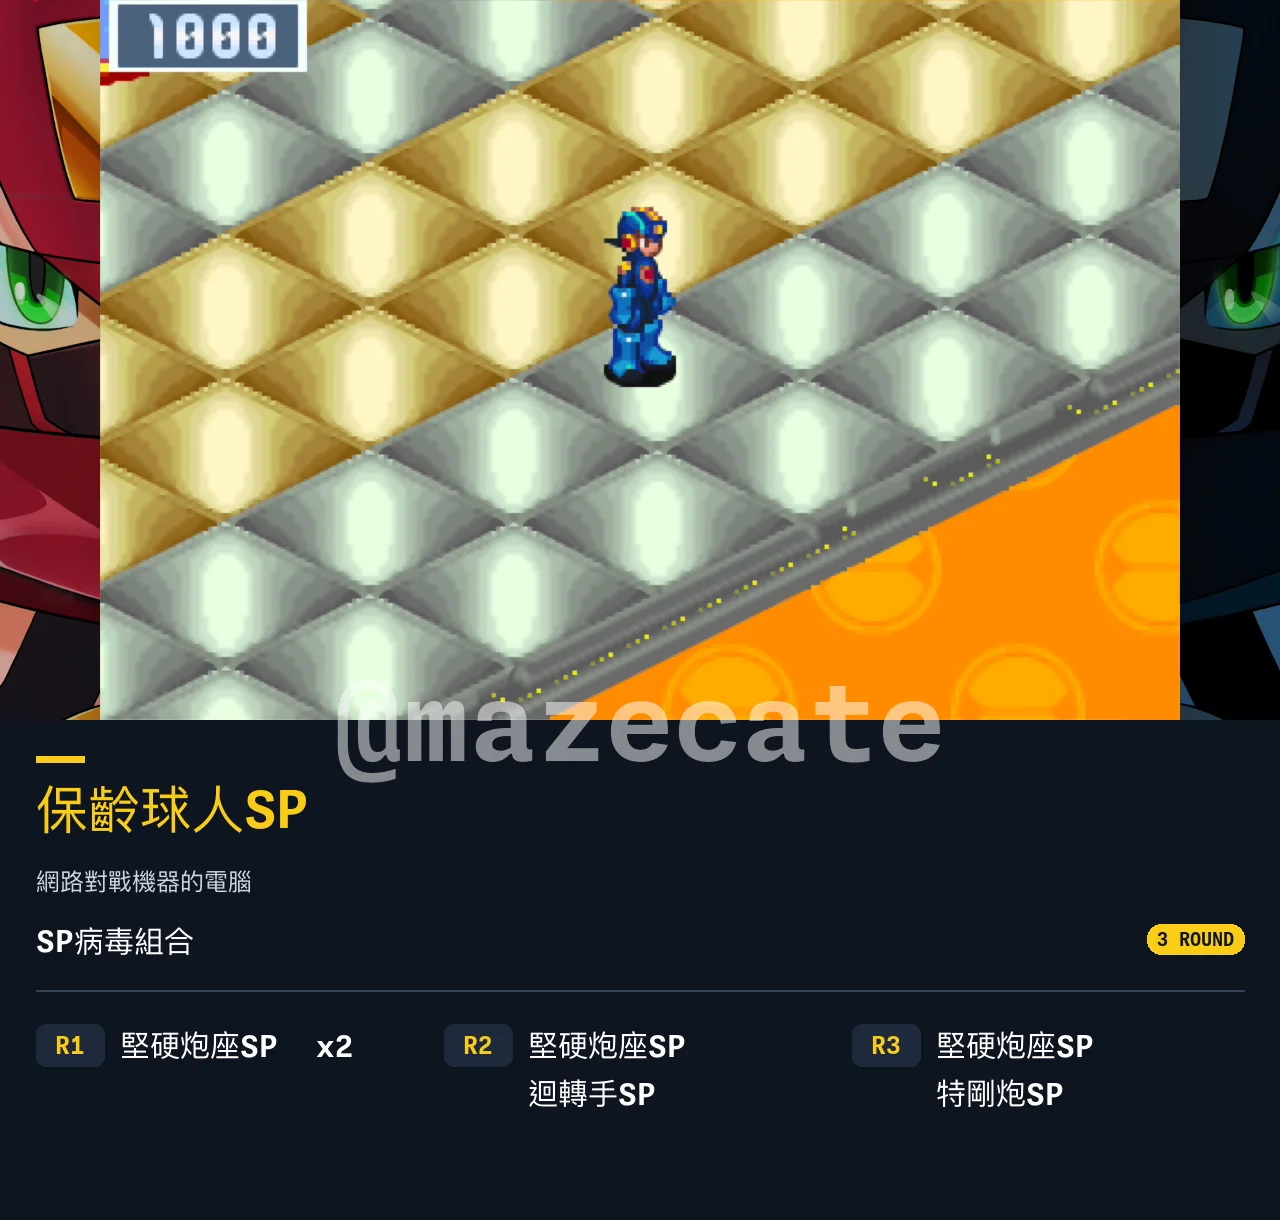 1000
@mazecate
保齡球人SP
網路對戰機器的電腦
SP病毒組合
3 ROUND
R1 堅硬炮座SP x2
R2 堅硬炮座SP
迴轉手SP
R3 堅硬炮座SP
特剛炮SP